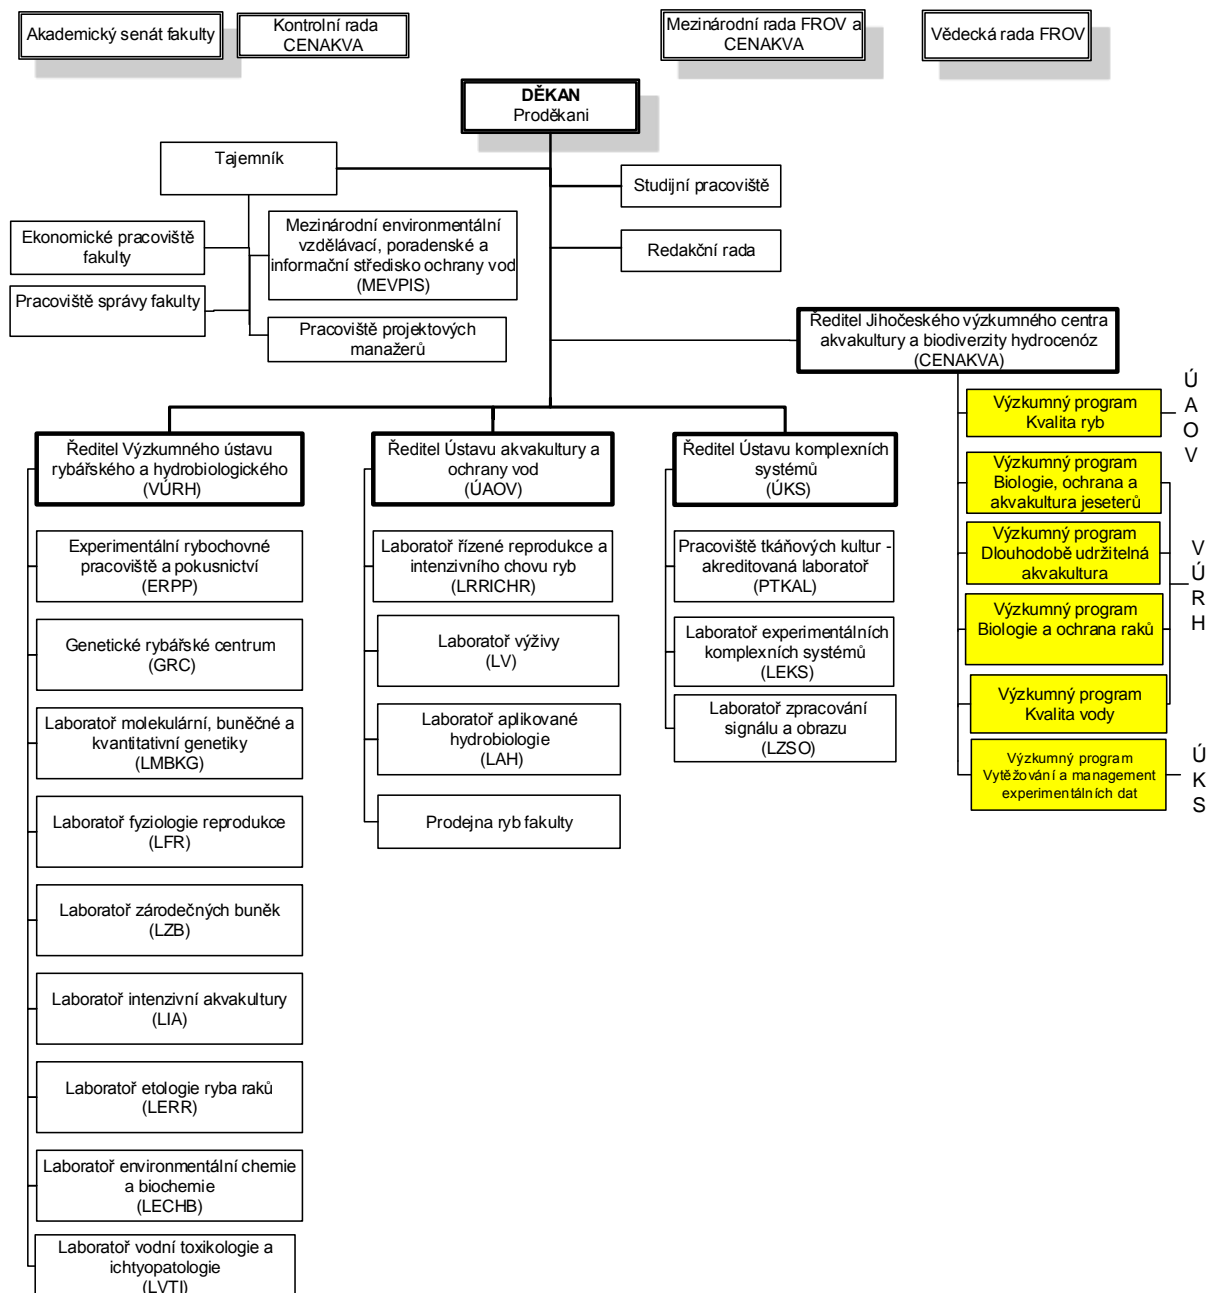 Akademický senát fakulty
Kontrolní rada
CENAKVA
Mezinárodní rada FROV a
CENAKVA
Vědecká rada FROV
DĚKAN
Proděkani
Tajemník
Studijní pracoviště
Ekonomické pracoviště
fakulty
Mezinárodní environmentální
vzdělávací, poradenské a
informační středisko ochrany vod
(MEVPIS)
Redakční rada
Pracoviště správy fakulty
Pracoviště projektových
manažerů
Ředitel Jihočeského výzkumného centra
akvakultury a biodiverzity hydrocenóz
(CENAKVA)
Ředitel Výzkumného ústavu
rybářského a hydrobiologického
(VÚRH)
Experimentální rybochovné
pracoviště a pokusnictví
(ERPP)
Genetické rybářské centrum
(GRC)
Laboratoř molekulární, buněčné a
kvantitativní genetiky
(LMBKG)
Laboratoř fyziologie reprodukce
(LFR)
Laboratoř zárodečných buněk
(LZB)
Laboratoř intenzivní akvakultury
(LIA)
Laboratoř etologie ryba raků
(LERR)
Laboratoř environmentální chemie
a biochemie
(LECHB)
Laboratoř vodní toxikologie a
ichtyopatologie
(LVTI)
Ředitel Ústavu akvakultury a
ochrany vod
(ÚAOV)
Laboratoř řízené reprodukce a
intenzivního chovu ryb
(LRRICHR)
Laboratoř výživy
(LV)
Laboratoř aplikované
hydrobiologie
(LAH)
Prodejna ryb fakulty
Ředitel Ústavu komplexních
systémů
(ÚKS)
Pracoviště tkáňových kultur -
akreditovaná laboratoř
(PTKAL)
Laboratoř experimentálních
komplexních systémů
(LEKS)
Laboratoř zpracování
signálu a obrazu
(LZSO)
Výzkumný program
Kvalita ryb
Výzkumný program
Biologie, ochrana a
akvakultura jeseterů
Výzkumný program
Dlouhodobě udržitelná
akvakultura
Výzkumný program
Biologie a ochrana raků
Výzkumný program
Kvalita vody
Výzkumný program
Vytěžování a management
experimentálních dat
Ú
A
O
V
V
Ú
R
H
Ú
K
S